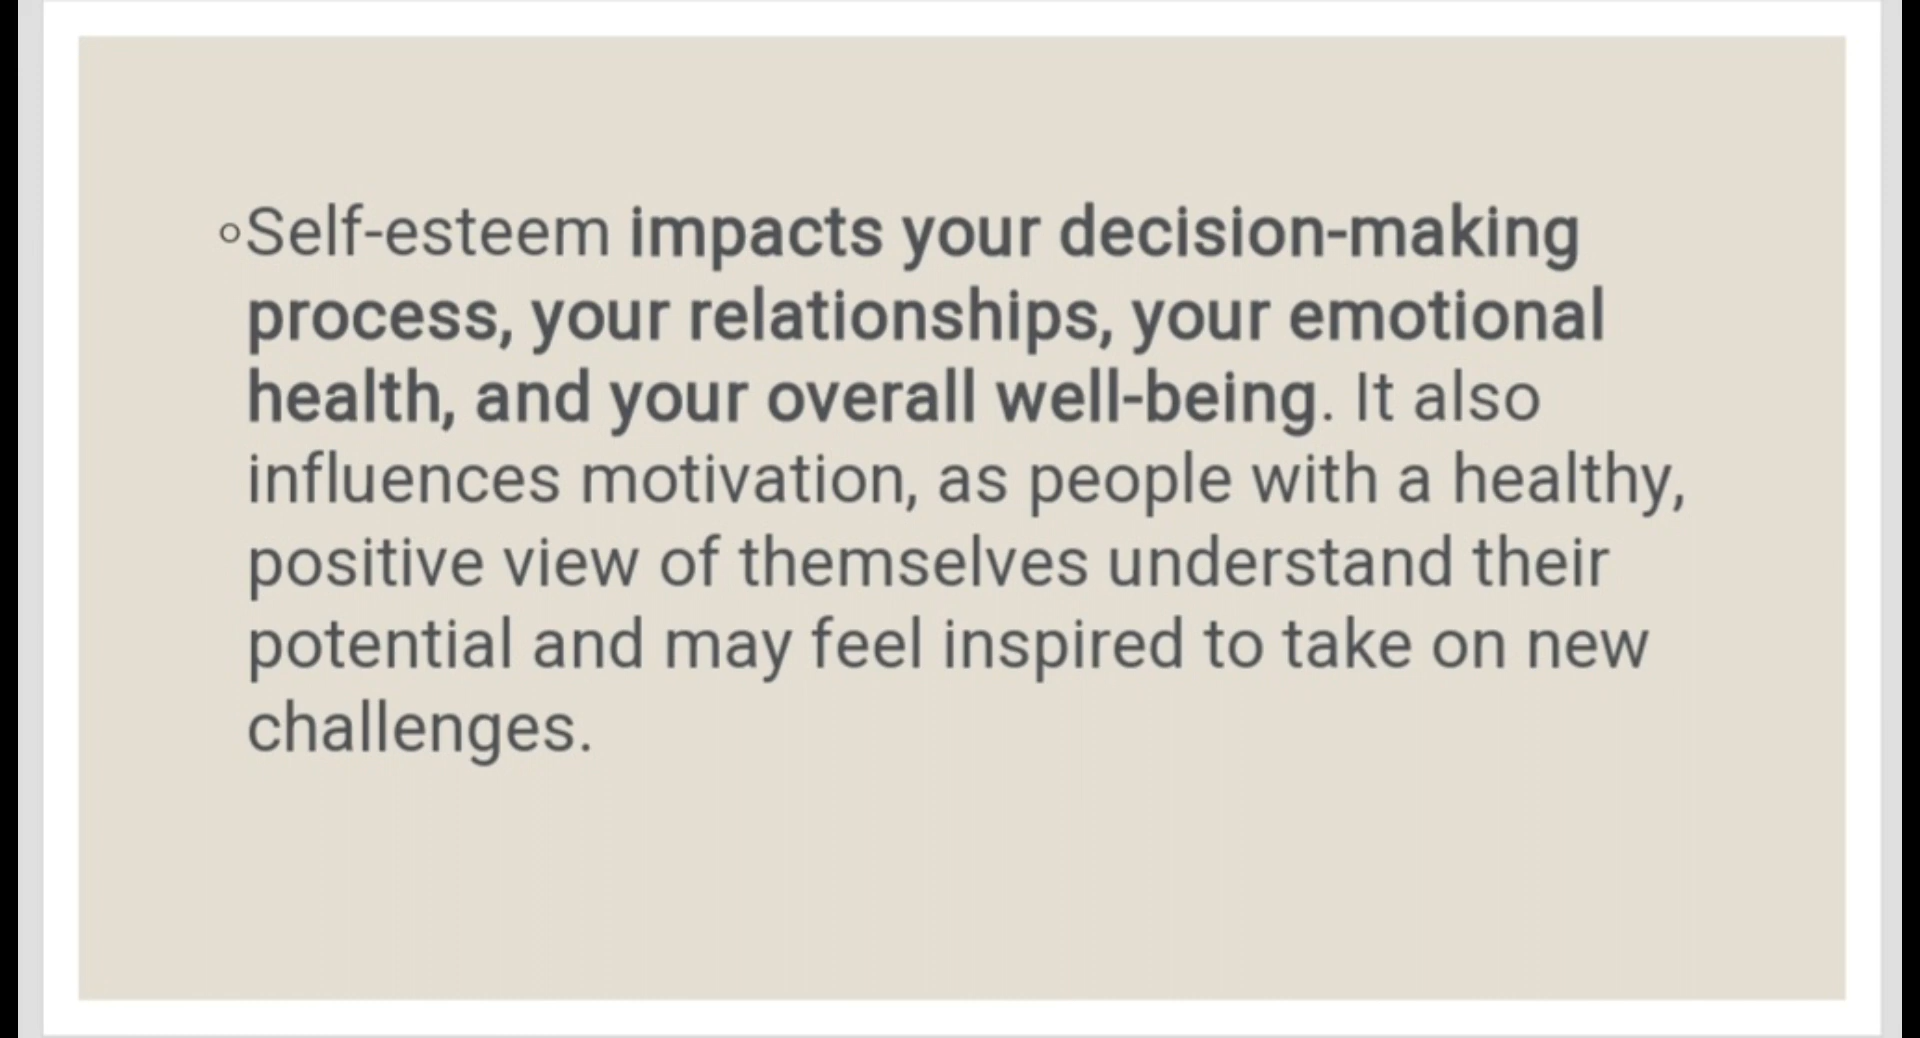 ◦Self-esteem impacts your decision-making
process, your relationships, your emotional
health, and your overall well-being. It also
influences motivation, as people with a healthy,
positive view of themselves understand their
potential and may feel inspired to take on new
challenges.